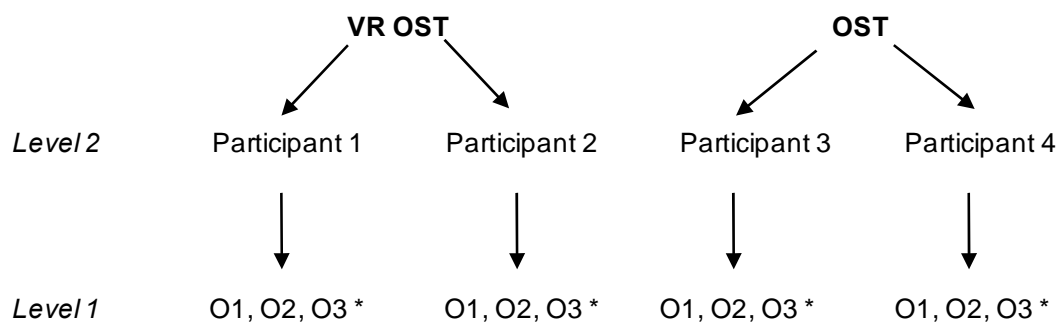 VR OST OST
Level 2 Participant 1 Participant 2 Participant 3 Participant 4
Level 1 O1, O2, O3 * O1, O2, O3 * O1, O2, O3 * O1, O2, O3 *